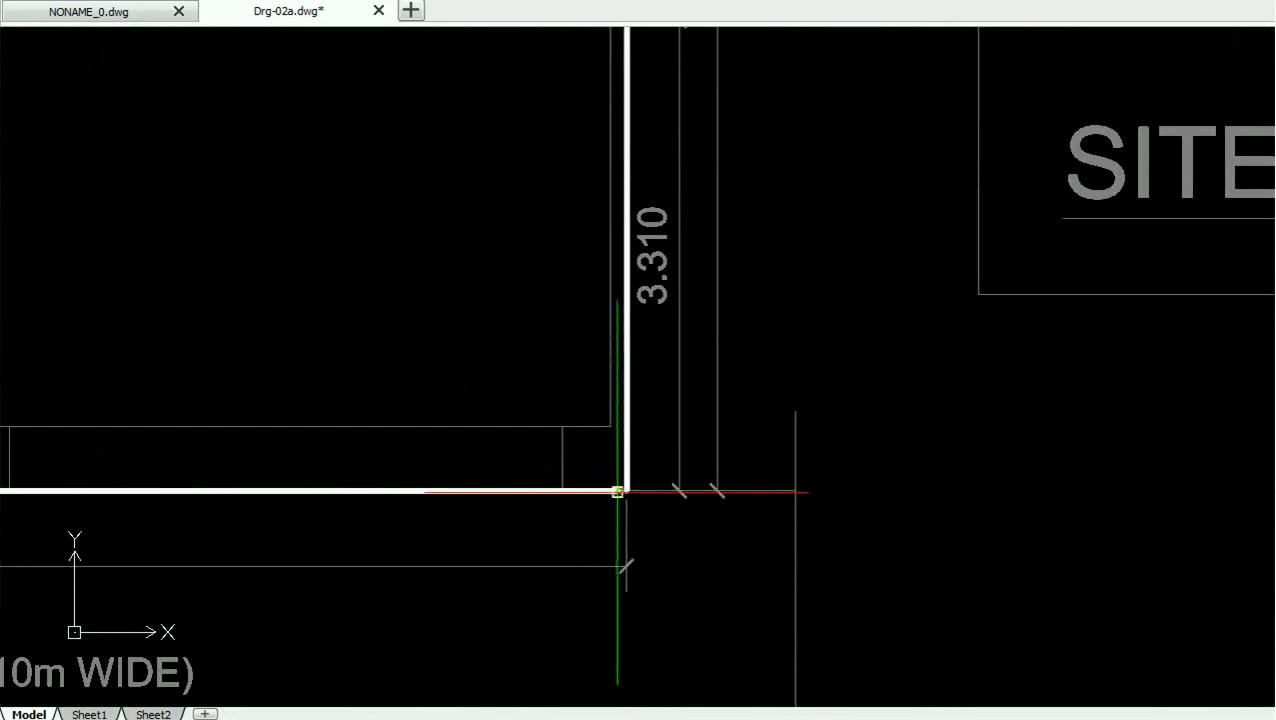 NONAME_0.dwg
Drg-02a.dwg*
SITE
3.310
Y
X
10m WIDE)
Model
Sheet1
Sheet2